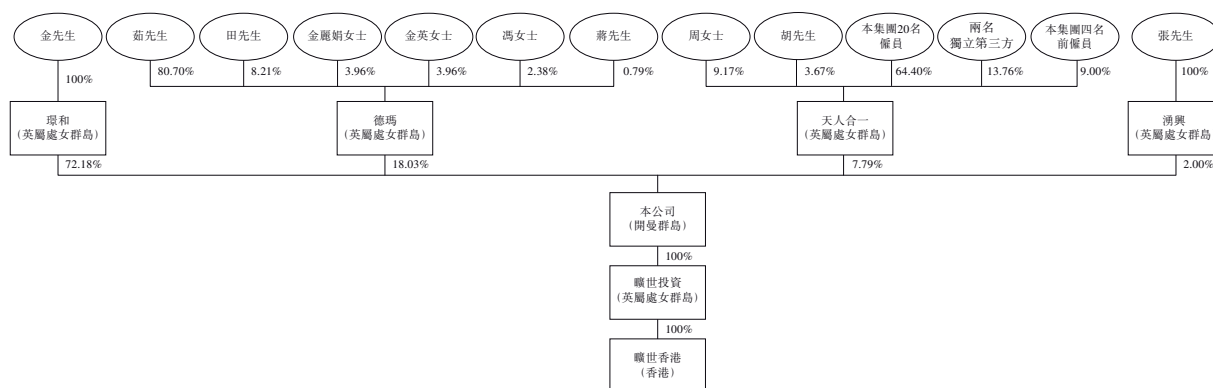 金先生
茹先生
田先生
金麗娟女士
金英女士
馮女士
蔣先生
周女士
胡先生
本集團20名
僱員
兩名
獨立第三方
本集團四名
前僱員
張先生
100%
80.70%
8.21%
3.96%
3.96%
2.38%
0.79%
9.17%
3.67%
64.40%
13.76%
9.00%
100%
璟和
(英屬處女群島)
德瑪
(英屬處女群島)
天人合一
(英屬處女群島)
湧興
(英屬處女群島)
72.18%
18.03%
7.79%
2.00%
本公司
(開曼群島)
100%
曠世投資
(英屬處女群島)
100%
曠世香港
(香港)